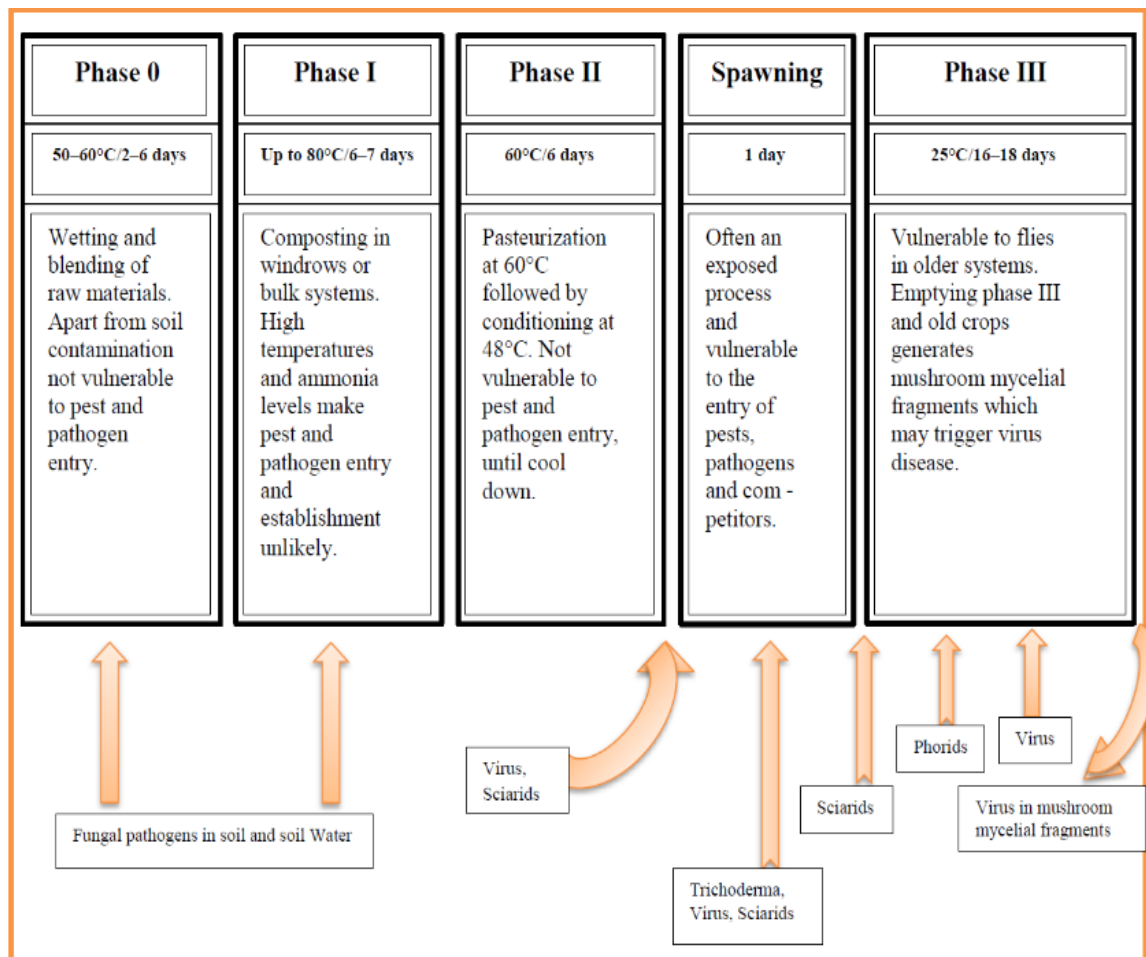 Phase 0
50–60°C/2–6 days
Wetting and
blending of
raw materials.
Apart from soil
contamination
not vulnerable
to pest and
pathogen
entry.
Phase I
Up to 80°C/6–7 days
Composting in
windrows or
bulk systems.
High
temperatures
and ammonia
levels make
pest and
pathogen entry
and
establishment
unlikely.
Phase II
60°C/6 days
Pasteurization
at 60°C
followed by
conditioning at
48°C. Not
vulnerable to
pest and
pathogen entry,
until cool
down.
Spawning
1 day
Often an
exposed
process
and
vulnerable
to the
entry of
pests,
pathogens
and com -
petitors.
Phase III
25°C/16–18 days
Vulnerable to flies
in older systems.
Emptying phase III
and old crops
generates
mushroom mycelial
fragments which
may trigger virus
disease.
Fungal pathogens in soil and soil Water
Virus,
Sciarids
Trichoderma,
Virus, Sciarids
Sciarids
Phorids
Virus
Virus in mushroom
mycelial fragments